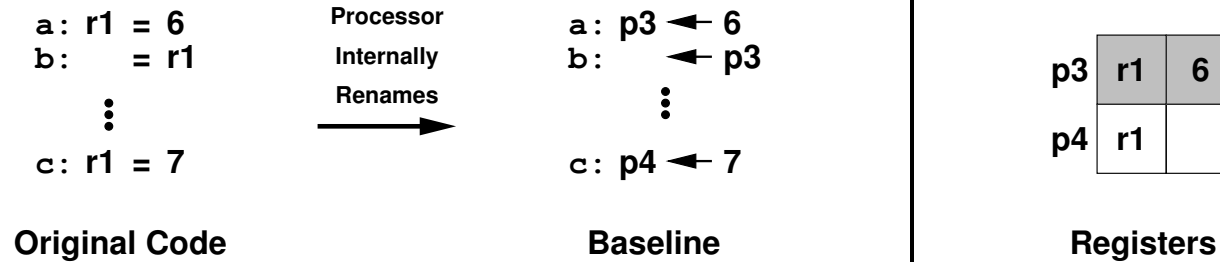 a: r1 = 6
b: = r1
c: r1 = 7
Original Code
Processor
Internally
Renames
a: p3 ← 6
b: ← p3
c: p4 ← 7
Baseline
p3 r1 6
p4 r1
Registers